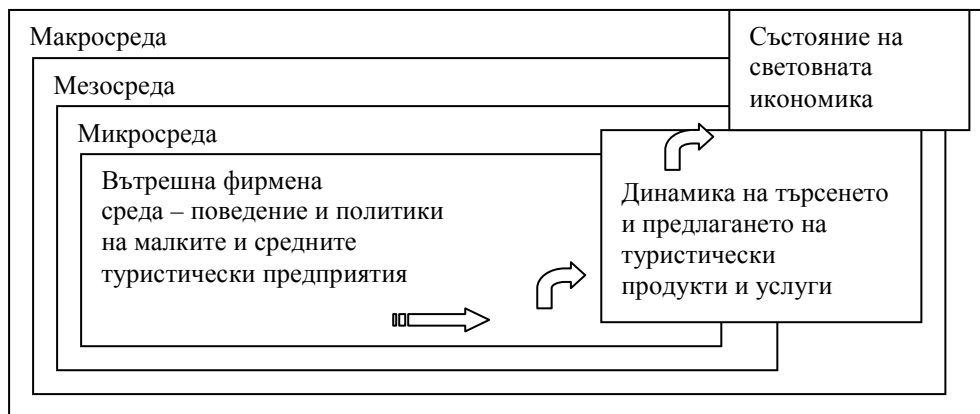 Макросреда
Мезосреда
Микросреда
Вътрешна фирмена
среда – поведение и политики
на малките и средните
туристически предприятия
Състояние на
световната
икономика
Динамика на търсенето
и предлагането на
туристически
продукти и услуги